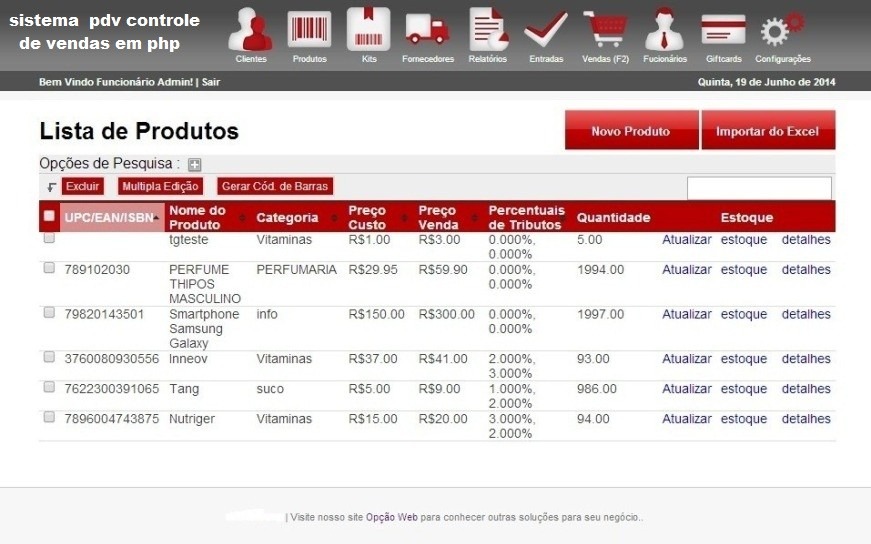 sistema pdv controle
de vendas em php
Clientes Produtos Kits Fornecedores Relatórios Entradas Vendas (F2) Fucionários Giftcards Configurações
Bem Vindo Funcionário Admin! | Sair Quinta, 19 de Junho de 2014
Lista de Produtos Novo Produto Importar do Excel
Opções de Pesquisa :
Excluir Multipla Edição Gerar Cód. de Barras
UPC/EAN/ISBN Nome do Produto Categoria Preço Custo Preço Venda Percentuais de Tributos Quantidade Estoque
tgteste Vitaminas R$1.00 R$3.00 0.000%, 5.00 Atualizar estoque detalhes
0.000%
789102030 PERFUME PERFUMARIA R$29.95 R$59.90 0.000%, 1994.00 Atualizar estoque detalhes
THIPOS 0.000%
MASCULINO
79820143501 Smartphone info R$150.00 R$300.00 0.000%, 1997.00 Atualizar estoque detalhes
Samsung 0.000%
Galaxy
3760080930556 Inneov Vitaminas R$37.00 R$41.00 2.000%, 93.00 Atualizar estoque detalhes
3.000%
7622300391065 Tang suco R$5.00 R$9.00 1.000%, 986.00 Atualizar estoque detalhes
2.000%
7896004743875 Nutriger Vitaminas R$15.00 R$20.00 3.000%, 94.00 Atualizar estoque detalhes
2.000%
| Visite nosso site Opção Web para conhecer outras soluções para seu negócio..